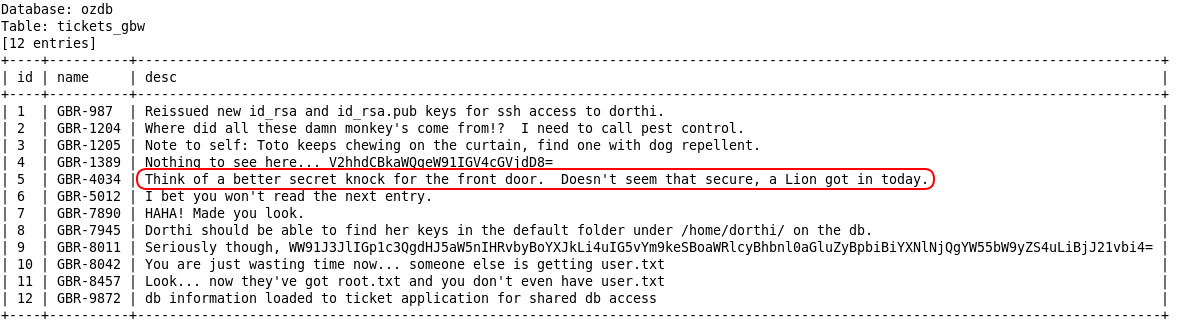 Database: ozdb
Table: tickets_gbw
[12 entries]
| id | name | desc |
| 1 | GBR-987 | Reissued new id_rsa and id_rsa.pub keys for ssh access to dorthi. |
| 2 | GBR-1204 | Where did all these damn monkey's come from!?  I need to call pest control. |
| 3 | GBR-1205 | Note to self: Toto keeps chewing on the curtain, find one with dog repellent. |
| 4 | GBR-1389 | Nothing to see here... V2hhdCBkaWQgeW91IGV4cGVjdD8= |
| 5 | GBR-4034 | Think of a better secret knock for the front door.  Doesn't seem that secure, a Lion got in today. |
| 6 | GBR-5012 | I bet you won't read the next entry. |
| 7 | GBR-7890 | HAHA! Made you look. |
| 8 | GBR-7945 | Dorthi should be able to find her keys in the default folder under /home/dorthi/ on the db. |
| 9 | GBR-8011 | Seriously though, WW91J3JlIGp1c3QgdHJ5aW5nIHRvbyBoYXJkLi4uIG5vYm9keSBoaWRlcyBhbnl0aGluZyBpbiBiYXNlNjQgYW55bW9yZS4uLiBjJ21vbi4= |
| 10 | GBR-8042 | You are just wasting time now... someone else is getting user.txt |
| 11 | GBR-8457 | Look... now they've got root.txt and you don't even have user.txt |
| 12 | GBR-9872 | db information loaded to ticket application for shared db access |